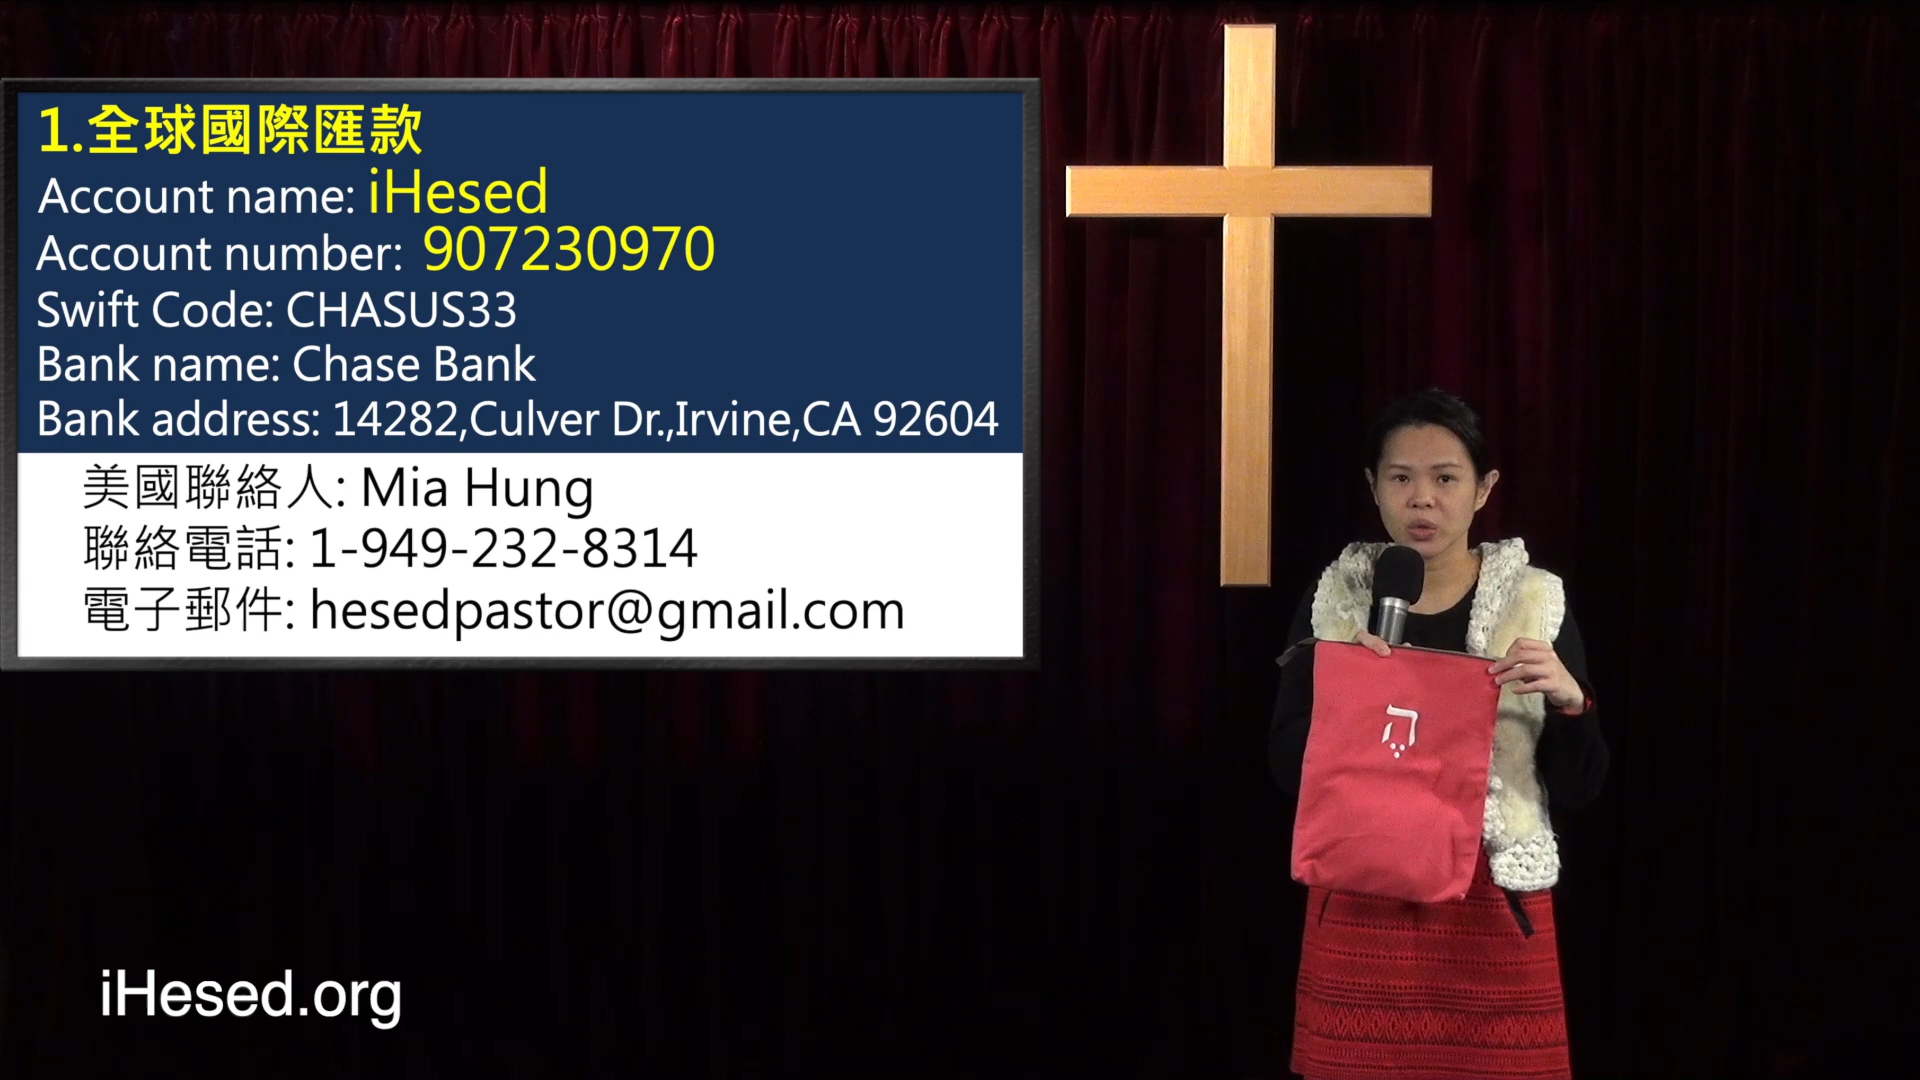 1.全球國際匯款
Account name: iHesed
Account number: 907230970
Swift Code: CHASUS33
Bank name: Chase Bank
Bank address: 14282,Culver Dr.,Irvine,CA 92604
美國聯絡人: Mia Hung
聯絡電話: 1-949-232-8314
電子郵件: hesedpastor@gmail.com
iHesed.org
ה